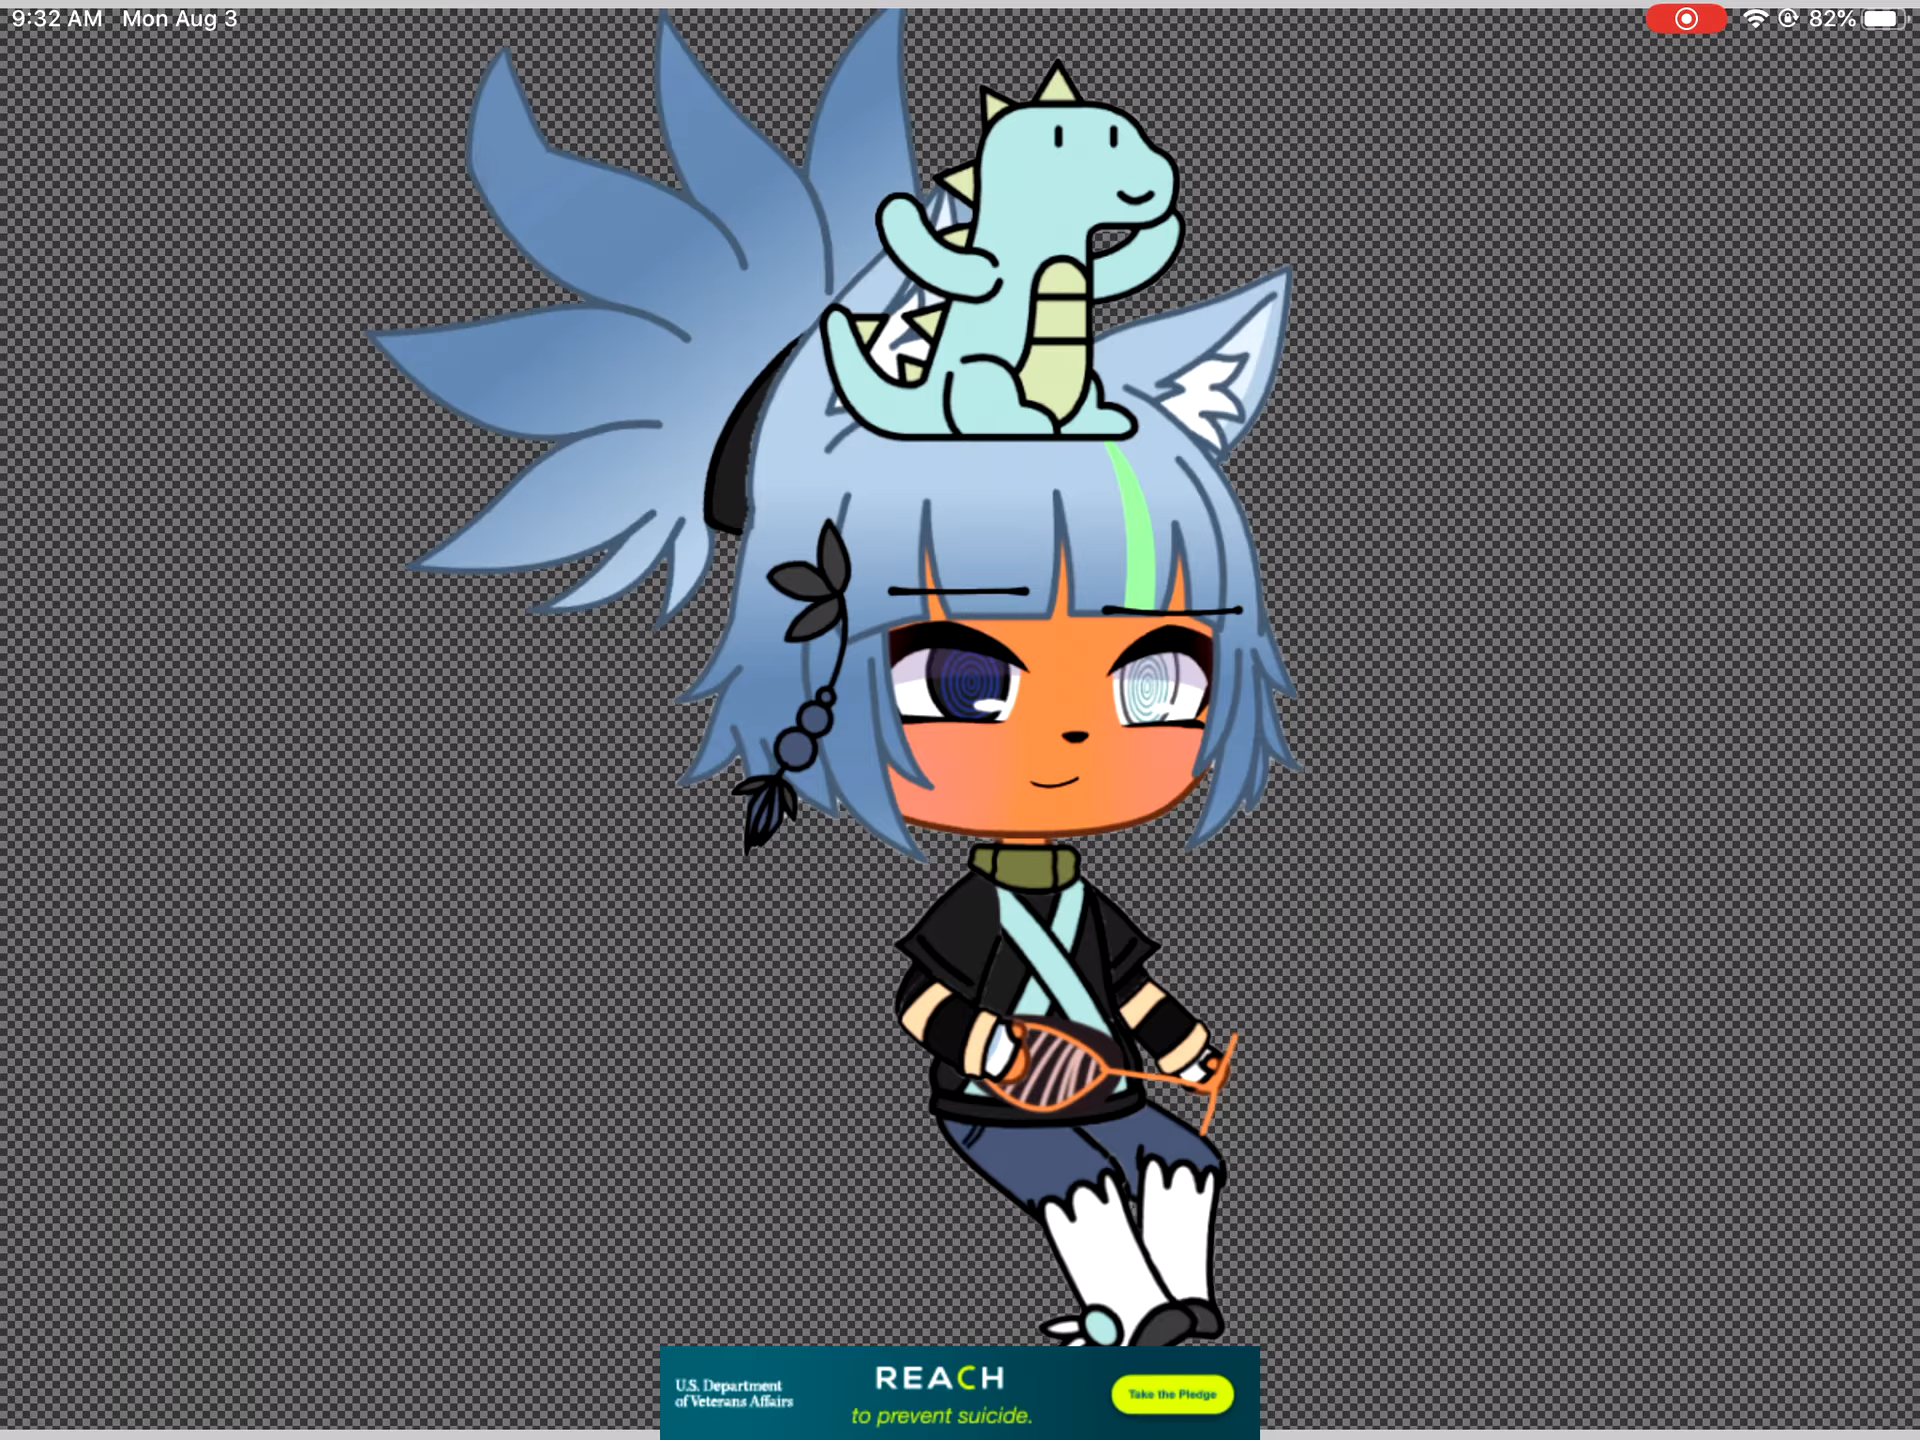 9:32 AM Mon Aug 3
82%
U.S. Department
of Veterans Affairs
REACH
to prevent suicide.
Take the Pledge